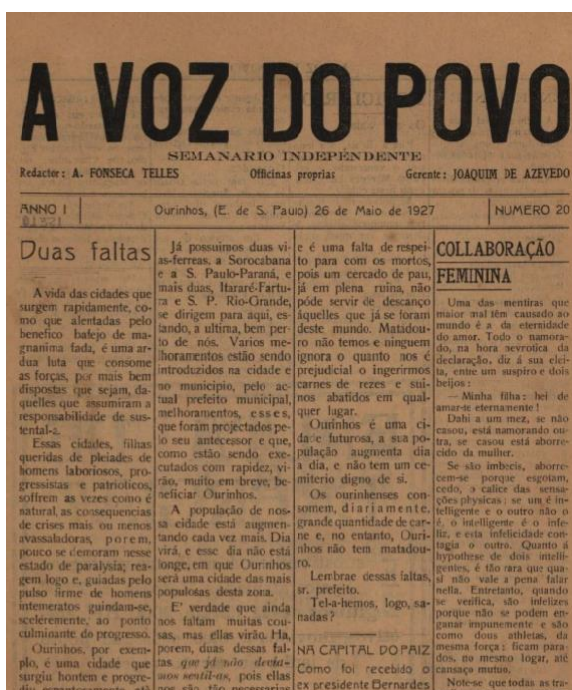 A VOZ DO POVO
SEMANARIO INDEPENDENTE
Redactor: A. FONSECA TELLES Officinas proprias Gerente: JOAQUIM DE AZEVEDO
ANNO I Ourinhos, (E. de S. Paulo) 26 de Maio de 1927 NUMERO 20
Duas faltas
A vida das cidades que
surgem rapidamente, co-
mo que alentadas pelo
benefico bafejo de ma-
gnanima fada, é uma ar-
dua luta que consome
as forças, por mais bem
dispostas que sejam, da-
quelles que assumiram a
responsabilidade de sus-
tental-a.
Essas cidades, filhas
queridas de pleiades de
homens laboriosos, pro-
gressistas e patrioticos,
soffrem as vezes como é
natural, as consequencias
de crises mais ou menos
avassaladoras, porem,
pouco se demoram nesse
estado de paralysia; rea-
gem logo e, guiadas pelo
pulso firme de homens
intemeratos guindam-se,
sceleremente, ao ponto
culminante do progresso.
Ourinhos, por exem-
plo, é uma cidade que
surgiu hontem e progre-
Já possuimos duas vi-
as-ferreas, a Sorocabana
e a S. Paulo-Paraná, e
mais duas, Itararé-Fartu-
ra e S. P. Rio-Grande,
se dirigem para aqui, es-
tando, a ultima, bem per-
to de nós. Varios me-
lhoramentos estão sendo
introduzidos na cidade e
no municipio, pelo ac-
tual prefeito municipal,
melhoramentos, esses,
que foram projectados pe-
lo seu antecessor e que,
como estão sendo exe-
cutados com rapidez, vi-
rão, muito em breve, be-
neficiar Ourinhos.
A população de nos-
sa cidade está augmen-
tando cada vez mais. Dia
virá, e esse dia não está
longe, em que Ourinhos
será uma cidade das mais
populosas desta zona.
E' verdade que ainda
nos faltam muitas cou-
sas, mas ellas virão. Ha,
porem, duas dessas fal-
tas que já não devia-
mos sentil-as, pois ellas
nos são tão necessarias
e é uma falta de respei-
to para com os mortos,
pois um cercado de pau,
já em plena ruina, não
póde servir de descanço
áquelles que já se foram
deste mundo. Matadou-
ro não temos e ninguem
ignora o quanto nos é
prejudicial o ingerirmos
carnes de rezes e sui-
nos abatidos em qual-
quer lugar.
Ourinhos é uma ci-
dade futurosa, a sua po-
pulação augmenta dia
a dia, e não tem um ce-
miterio digno de si.
Os ourinhenses con-
somem, diariamente,
grande quantidade de car-
ne e, no entanto, Ouri-
nhos não tem matadou-
ro.
Lembrae dessas faltas,
sr. prefeito.
Tel-a-hemos, logo, sa-
nadas?
NA CAPITAL DO PAIZ
Como foi recebido o
ex presidente Bernardes
COLLABORAÇÃO
FEMININA
Uma das mentiras que
maior mal têm causado ao
mundo é a da eternidade
do amor. Todo o namora-
do, na hora nevrotica da
declaração, diz á sua elei-
ta, entre um suspiro e dois
beijos:
— Minha filha: hei de
amar-te eternamente!
Dahi a um mez, se não
casou, está namorando ou-
tra, se casou está aborre-
cido da mulher.
Se são imbecis, aborre-
cem-se porque esgotam,
cedo, a calice das sensa-
ções physicas; se um é in-
telligente e o outro não o
é, o intelligente é o infe-
liz, e esta infelicidade con-
tagia o outro. Quanto á
hypothese de dois intelli-
gentes, é tão rara que qua-
si não vale a pena falar
nella. Entretanto, quando
se verifica, são infelizes
porque não se podem en-
ganar impunemente e são
como dous athletas, da
mesma força: ficam para-
dos, no mesmo logar, até
cansaço mutuo.
Note-se que todas as tra-